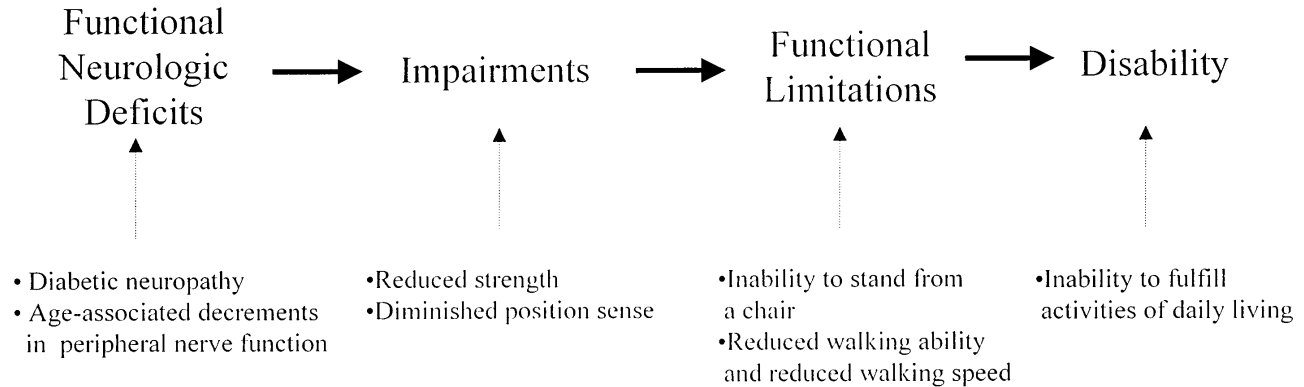 Functional
Neurologic
Deficits
Impairments
Functional
Limitations
Disability
• Diabetic neuropathy
• Age-associated decrements
in peripheral nerve function
•Reduced strength
•Diminished position sense
•Inability to stand from
a chair
•Reduced walking ability
and reduced walking speed
•Inability to fulfill
activities of daily living